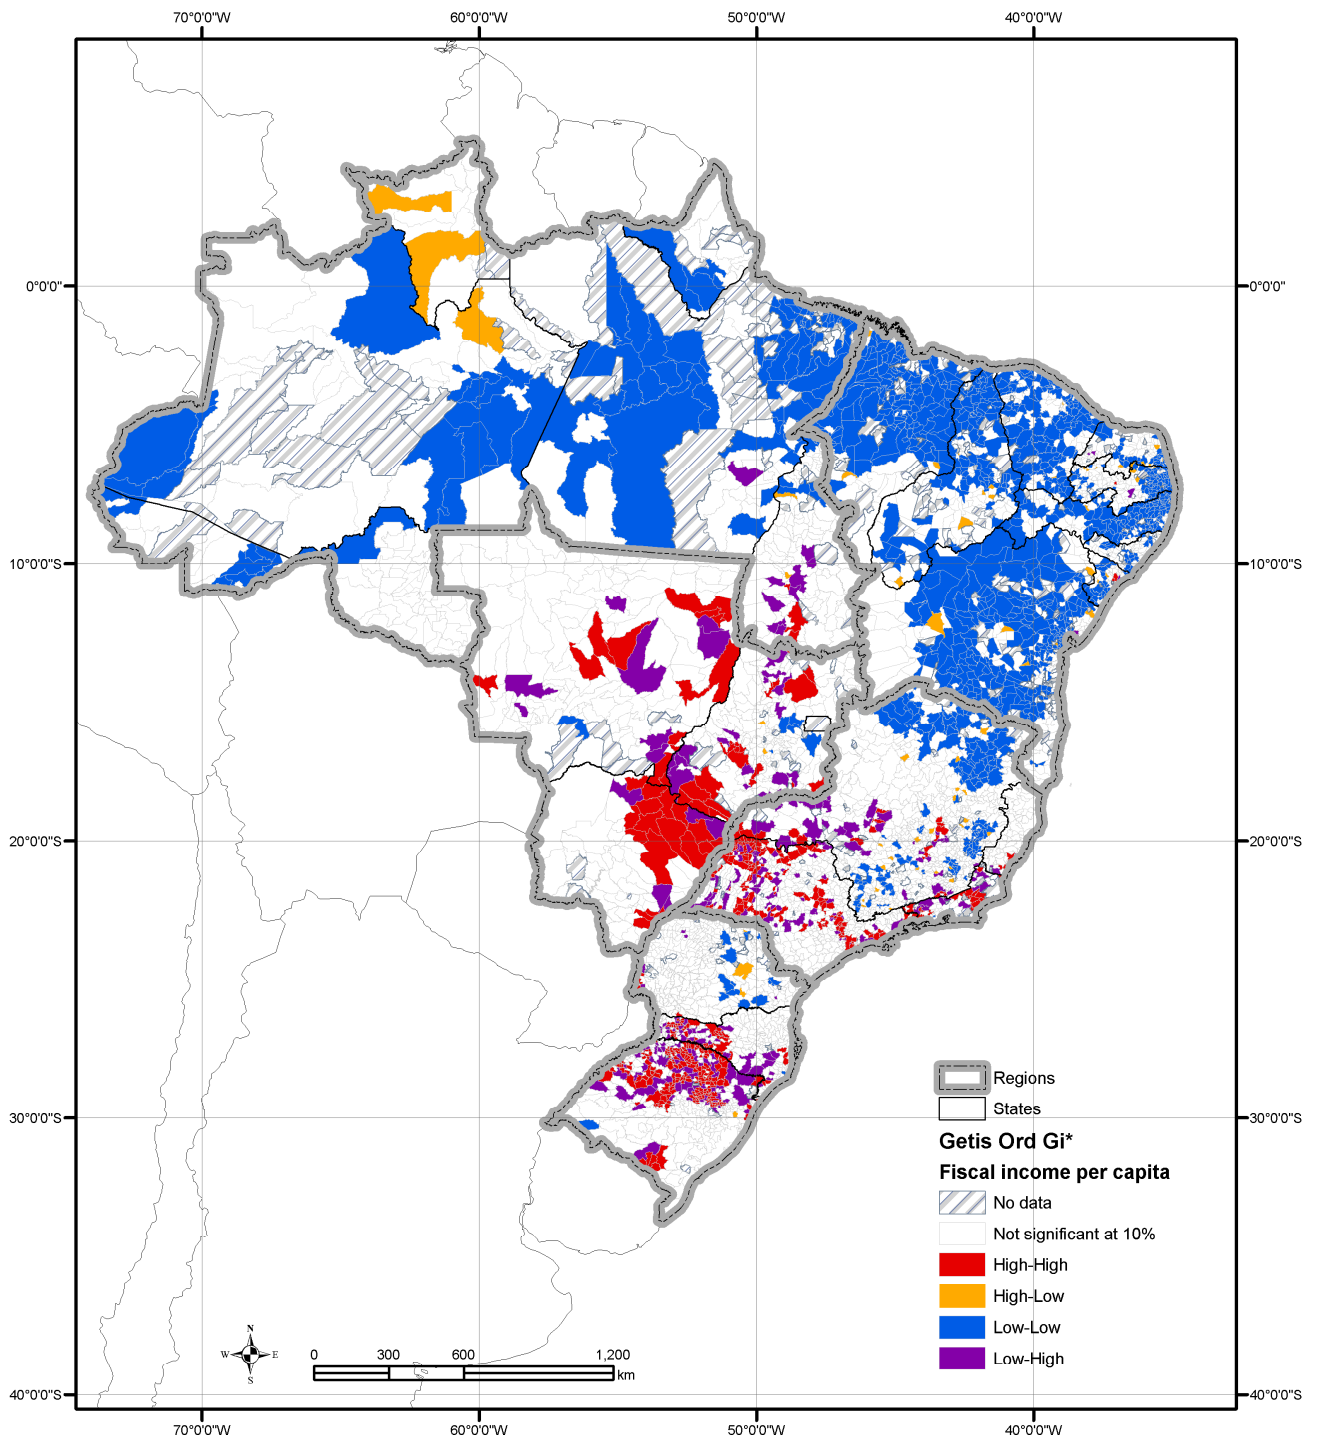 70°0'0"W 60°0'0"W 50°0'0"W 40°0'0"W
0°0'0" 0°0'0"
10°0'0"S 10°0'0"S
20°0'0"S 20°0'0"S
30°0'0"S 30°0'0"S
40°0'0"S 40°0'0"S
Regions
States
Getis Ord Gi*
Fiscal income per capita
No data
Not significant at 10%
High-High
High-Low
Low-Low
Low-High
N
W E
S
0 300 600 1,200
km
70°0'0"W 60°0'0"W 50°0'0"W 40°0'0"W